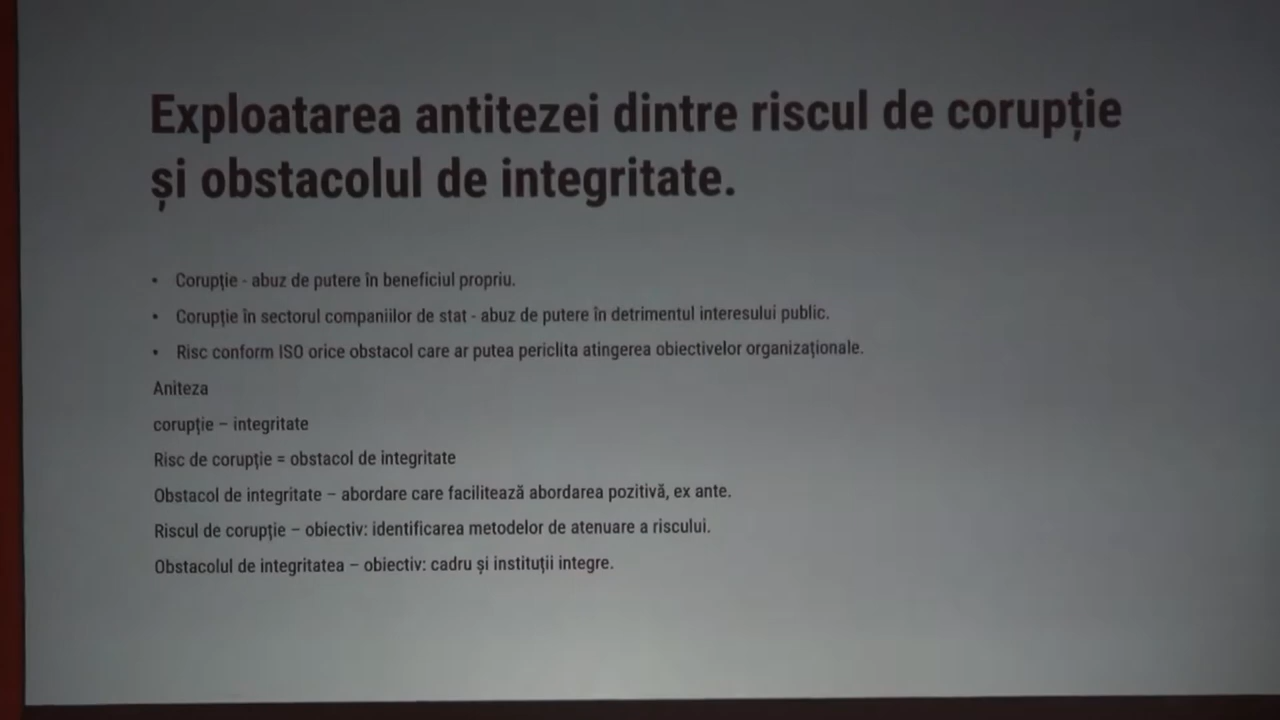 Exploatarea antitezei dintre riscul de corupție
și obstacolul de integritate.
• Corupție - abuz de putere în beneficiul propriu.
• Corupție în sectorul companiilor de stat - abuz de putere în detrimentul interesului public.
• Risc conform ISO orice obstacol care ar putea periclita atingerea obiectivelor organizaționale.
Aniteza
corupție – integritate
Risc de corupție = obstacol de integritate
Obstacol de integritate – abordare care facilitează abordarea pozitivă, ex ante.
Riscul de corupție – obiectiv: identificarea metodelor de atenuare a riscului.
Obstacolul de integritatea – obiectiv: cadru și instituții integre.